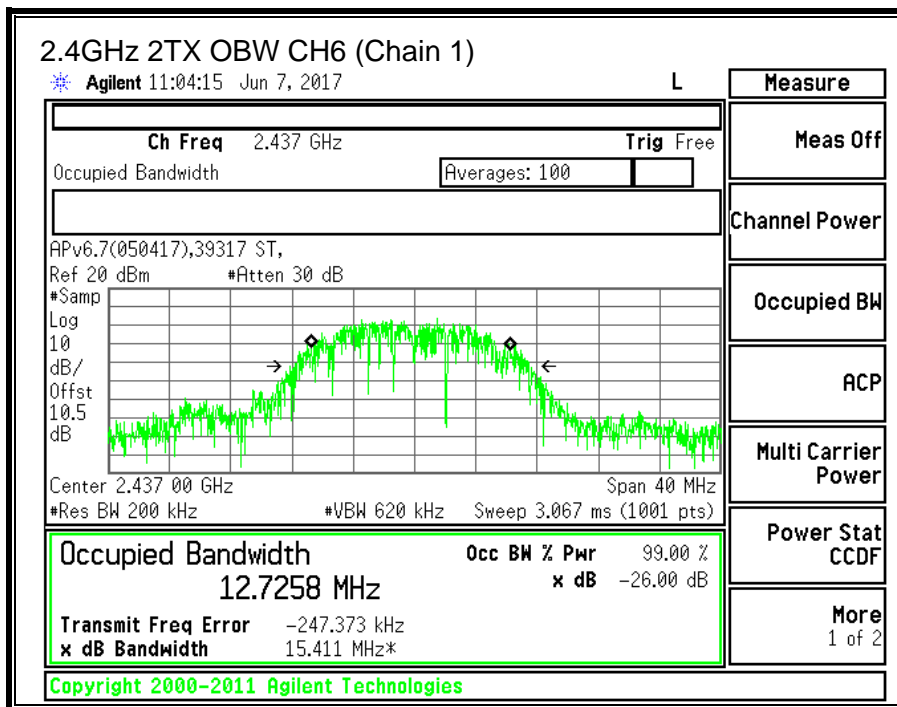 2.4GHz 2TX OBW CH6 (Chain 1)
Agilent 11:04:15 Jun 7, 2017 L
Measure
Ch Freq 2.437 GHz Trig Free
Meas Off
Occupied Bandwidth Averages: 100
Channel Power
APv6.7(050417),39317 ST,
Ref 20 dBm #Atten 30 dB
#Samp
Log
10
dB/
Offst
10.5
dB
Occupied BW
ACP
Multi Carrier
Power
Center 2.437 00 GHz Span 40 MHz
#Res BW 200 kHz #VBW 620 kHz Sweep 3.067 ms (1001 pts)
Power Stat
CCDF
Occupied Bandwidth Occ BW % Pwr 99.00 %
12.7258 MHz x dB -26.00 dB
Transmit Freq Error -247.373 kHz
x dB Bandwidth 15.411 MHz*
More
1 of 2
Copyright 2000-2011 Agilent Technologies